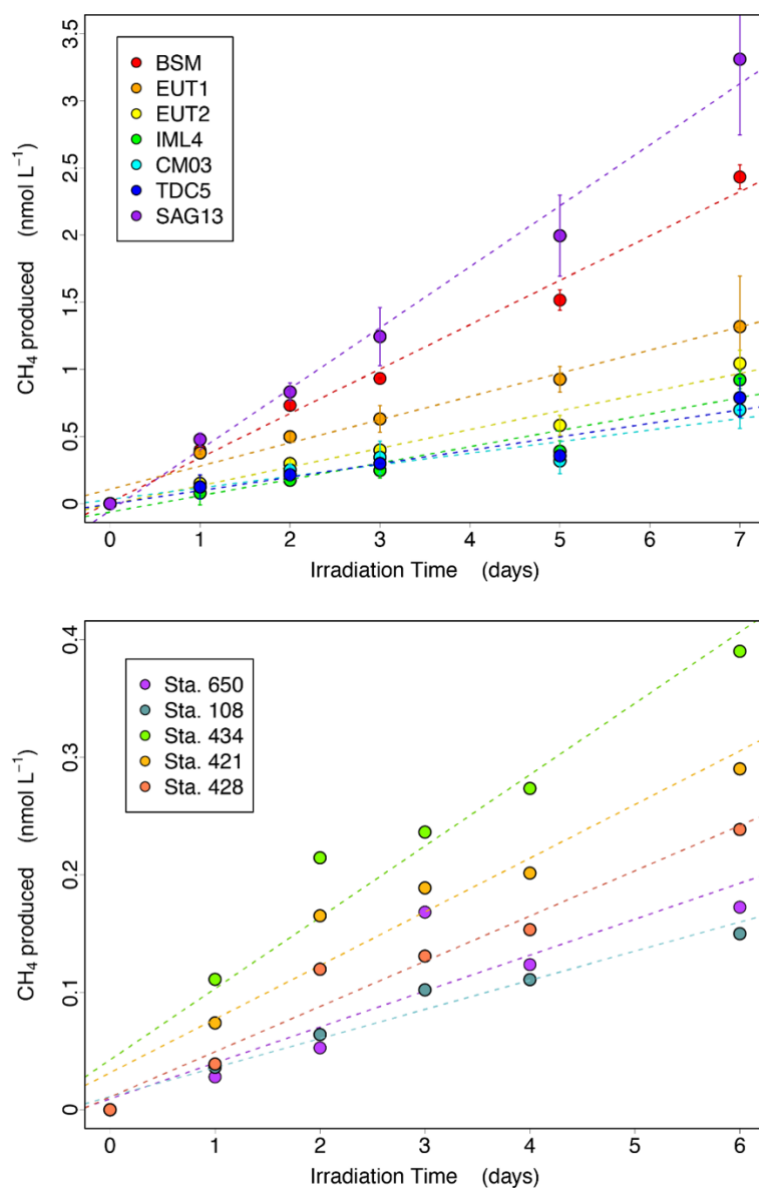 CH₄ produced (nmol L⁻¹)
3.5
3
2.5
2
1.5
1
0.5
0
BSM
EUT1
EUT2
IML4
CM03
TDC5
SAG13
0 1 2 3 4 5 6 7
Irradiation Time (days)
CH₄ produced (nmol L⁻¹)
0.4
0.3
0.2
0.1
0
Sta. 650
Sta. 108
Sta. 434
Sta. 421
Sta. 428
0 1 2 3 4 5 6
Irradiation Time (days)